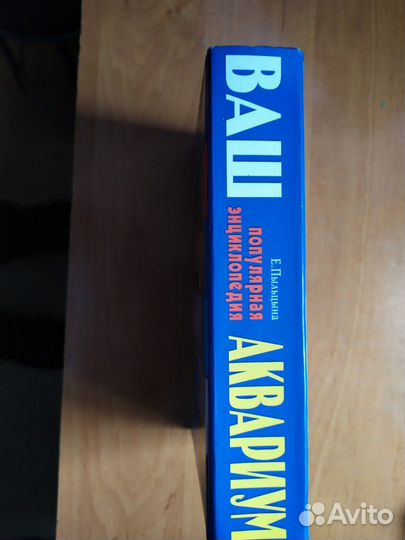 ВАШ
Е. Пыльцына
популярная
энциклопедия
АКВАРИУМ
Avito